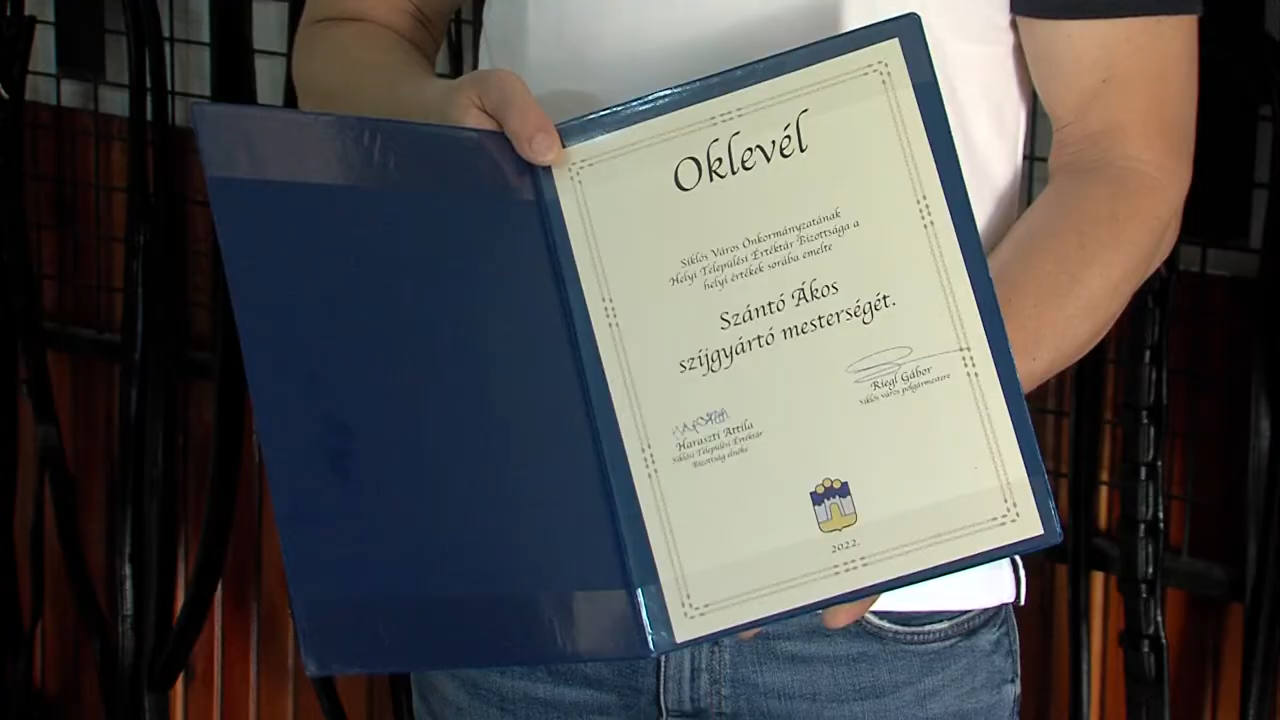 Oklevél
Siklós Város Önkormányzatának
Helyi Települési Értéktár Bizottsága a
helyi értékek sorába emelte
Szántó Ákos
szíjgyártó mesterségét.
Riegl Gábor
Siklós Város polgármestere
Haraszti Attila
Siklósi Települési Értéktár
Bizottság elnöke
2022.